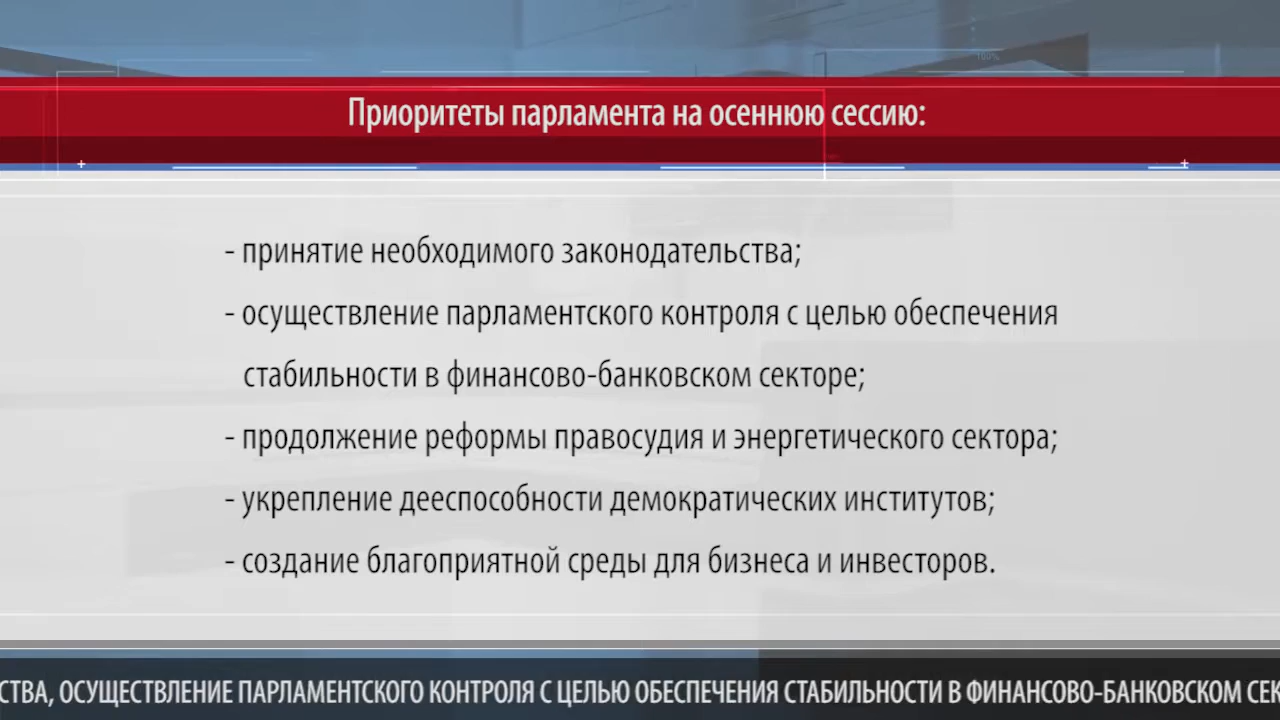 Приоритеты парламента на осеннюю сессию:
- принятие необходимого законодательства;
- осуществление парламентского контроля с целью обеспечения
стабильности в финансово-банковском секторе;
- продолжение реформы правосудия и энергетического сектора;
- укрепление дееспособности демократических институтов;
- создание благоприятной среды для бизнеса и инвесторов.
СТВА, ОСУЩЕСТВЛЕНИЕ ПАРЛАМЕНТСКОГО КОНТРОЛЯ С ЦЕЛЬЮ ОБЕСПЕЧЕНИЯ СТАБИЛЬНОСТИ В ФИНАНСОВО-БАНКОВСКОМ СЕК